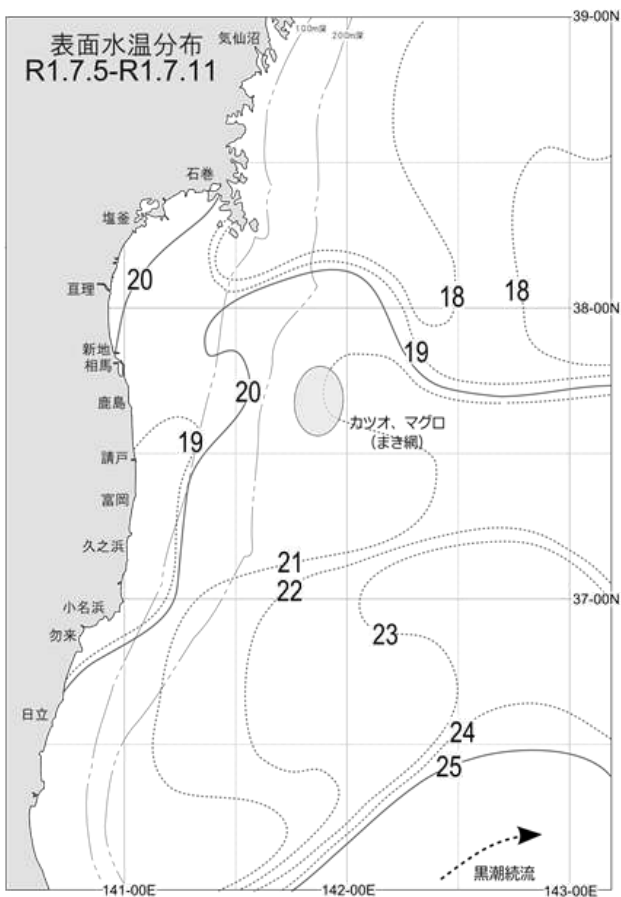 表面水温分布
R1.7.5-R1.7.11
気仙沼
100m深
200m深
39-00N
石巻
塩釜
亘理
20
18
18
38-00N
新地
相馬
19
20
鹿島
カツオ、マグロ
(まき網)
19
請戸
富岡
久之浜
21
22
37-00N
小名浜
勿来
23
日立
24
25
黒潮続流
141-00E
142-00E
143-00E